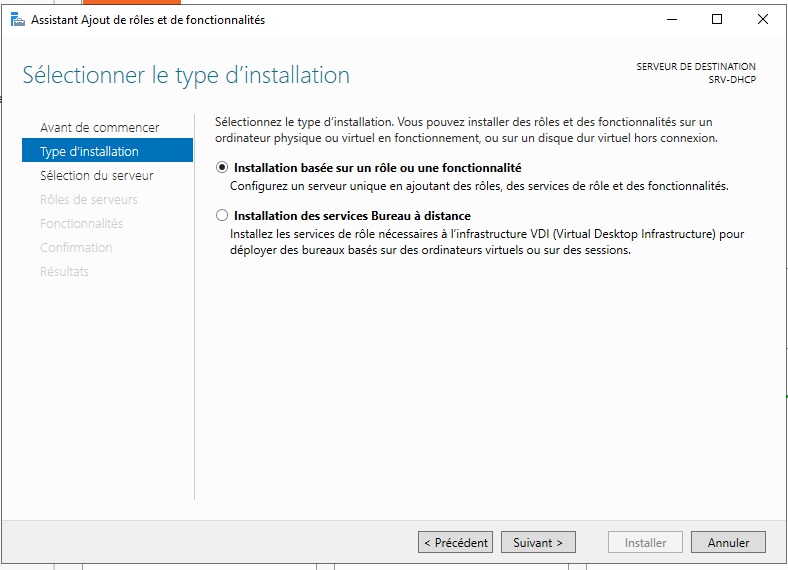 Assistant Ajout de rôles et de fonctionnalités
Sélectionner le type d'installation
SERVEUR DE DESTINATION
SRV-DHCP
Avant de commencer
Type d'installation
Sélection du serveur
Rôles de serveurs
Fonctionnalités
Confirmation
Résultats
Sélectionnez le type d'installation. Vous pouvez installer des rôles et des fonctionnalités sur un
ordinateur physique ou virtuel en fonctionnement, ou sur un disque dur virtuel hors connexion.
Installation basée sur un rôle ou une fonctionnalité
Configurez un serveur unique en ajoutant des rôles, des services de rôle et des fonctionnalités.
Installation des services Bureau à distance
Installez les services de rôle nécessaires à l'infrastructure VDI (Virtual Desktop Infrastructure) pour
déployer des bureaux basés sur des ordinateurs virtuels ou sur des sessions.
< Précédent
Suivant >
Installer
Annuler